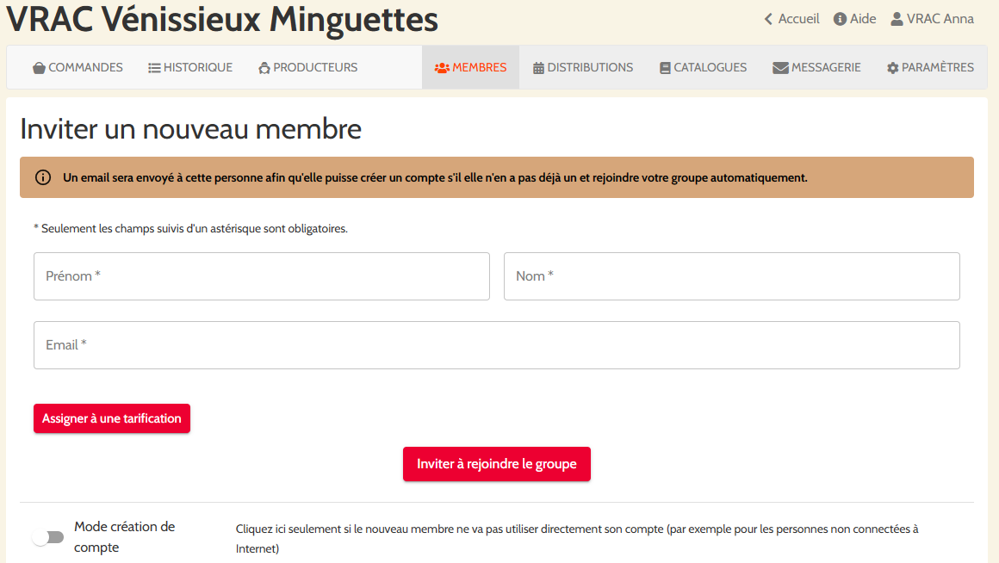 VRAC Vénissieux Minguettes
Accueil Aide VRAC Anna
COMMANDES HISTORIQUE PRODUCTEURS MEMBRES DISTRIBUTIONS CATALOGUES MESSAGERIE PARAMÈTRES
Inviter un nouveau membre
Un email sera envoyé à cette personne afin qu'elle puisse créer un compte s'il elle n'en a pas déjà un et rejoindre votre groupe automatiquement.
* Seulement les champs suivis d'un astérisque sont obligatoires.
Prénom * Nom *
Email *
Assigner à une tarification
Inviter à rejoindre le groupe
Mode création de
compte
Cliquez ici seulement si le nouveau membre ne va pas utiliser directement son compte (par exemple pour les personnes non connectées à
Internet)